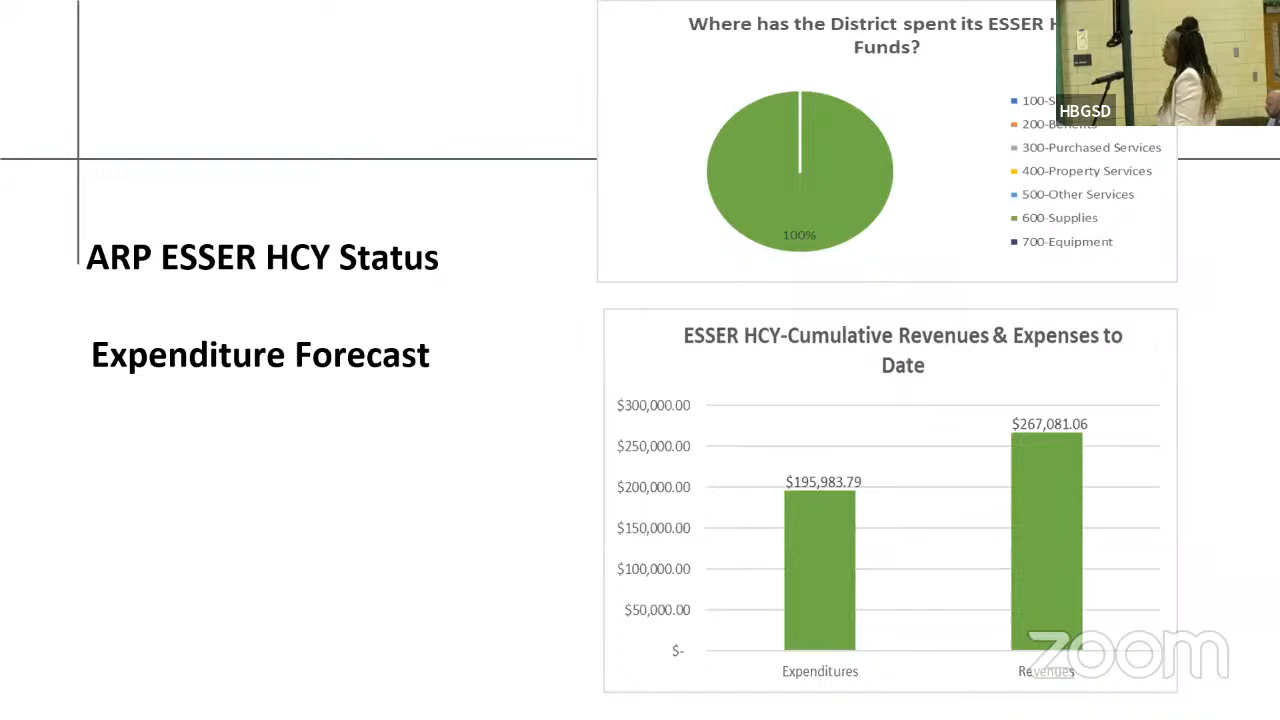 Where has the District spent its ESSER
Funds?
100%
100-S
200-Benefits
300-Purchased Services
400-Property Services
500-Other Services
600-Supplies
700-Equipment
HBGSD
ARP ESSER HCY Status
Expenditure Forecast
ESSER HCY-Cumulative Revenues & Expenses to
Date
$300,000.00
$250,000.00
$200,000.00
$150,000.00
$100,000.00
$50,000.00
$-
$195,983.79
$267,081.06
Expenditures
Revenues
zoom